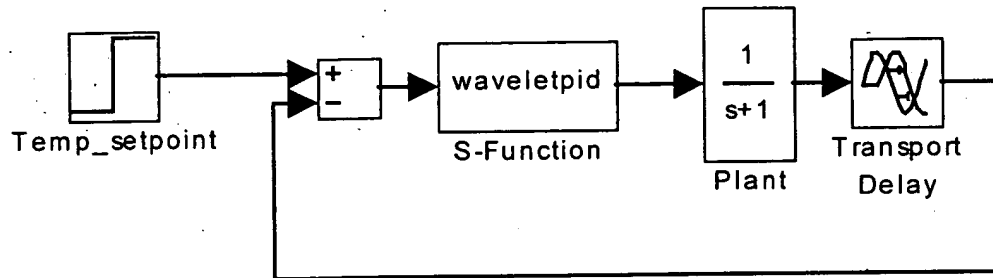 Temp_setpoint
+
−
waveletpid
S-Function
1
s+1
Plant
Transport
Delay